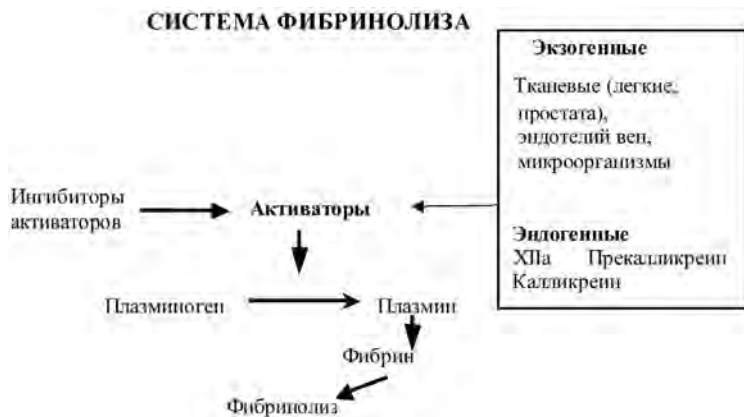 СИСТЕМА ФИБРИНОЛИЗА
Экзогенные
Тканевые (легкие,
простата),
эндотелий вен,
микроорганизмы
Эндогенные
XIIа Прекалликреин
Калликреин
Ингибиторы
активаторов
Активаторы
Плазминоген
Плазмин
Фибрин
Фибринолиз